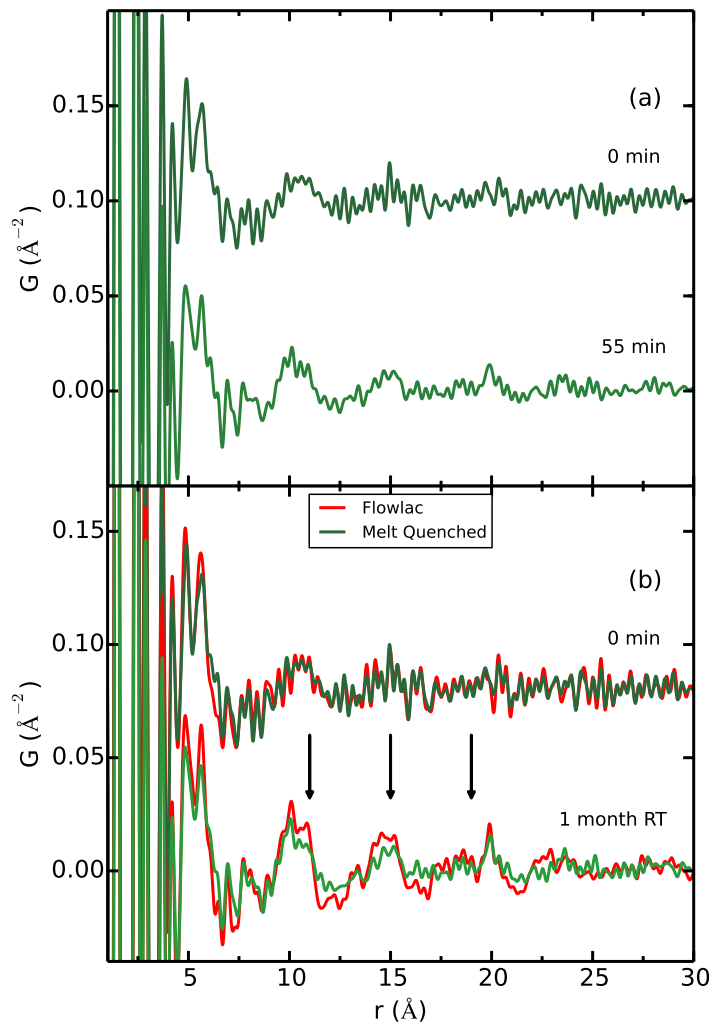 (a)
0.15
0 min
0.10
G (Å⁻²)
0.05
55 min
0.00
Flowlac
Melt Quenched
0.15
(b)
0 min
0.10
G (Å⁻²)
0.05
1 month RT
0.00
5 10 15 20 25 30
r (Å)